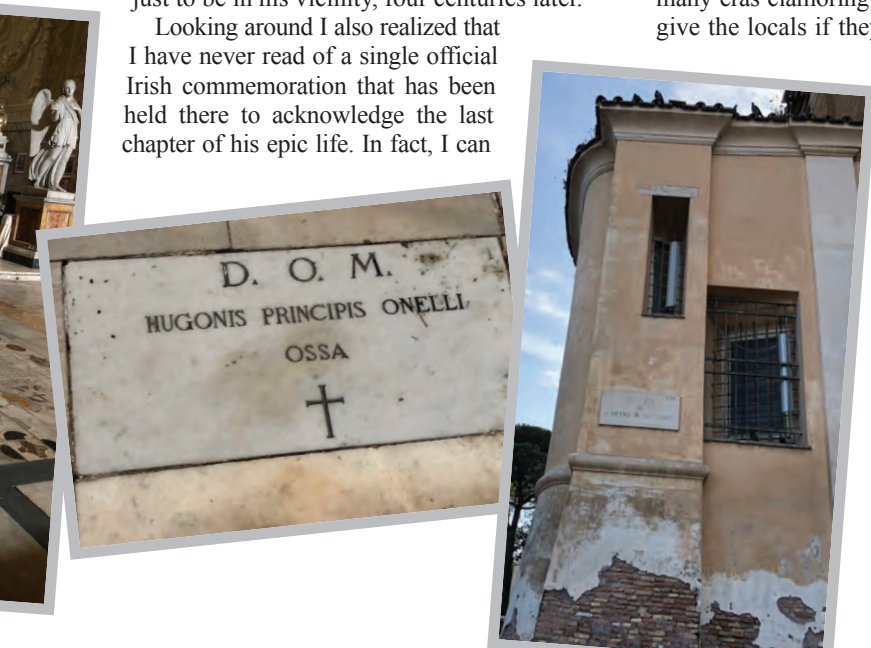 just to be in his vicinity, four centuries later.
Looking around I also realized that
I have never read of a single official
Irish commemoration that has been
held there to acknowledge the last
chapter of his epic life. In fact, I can
many eras clamoring
give the locals if they
D. O. M.
HUGONIS PRINCIPIS ONELLI
OSSA